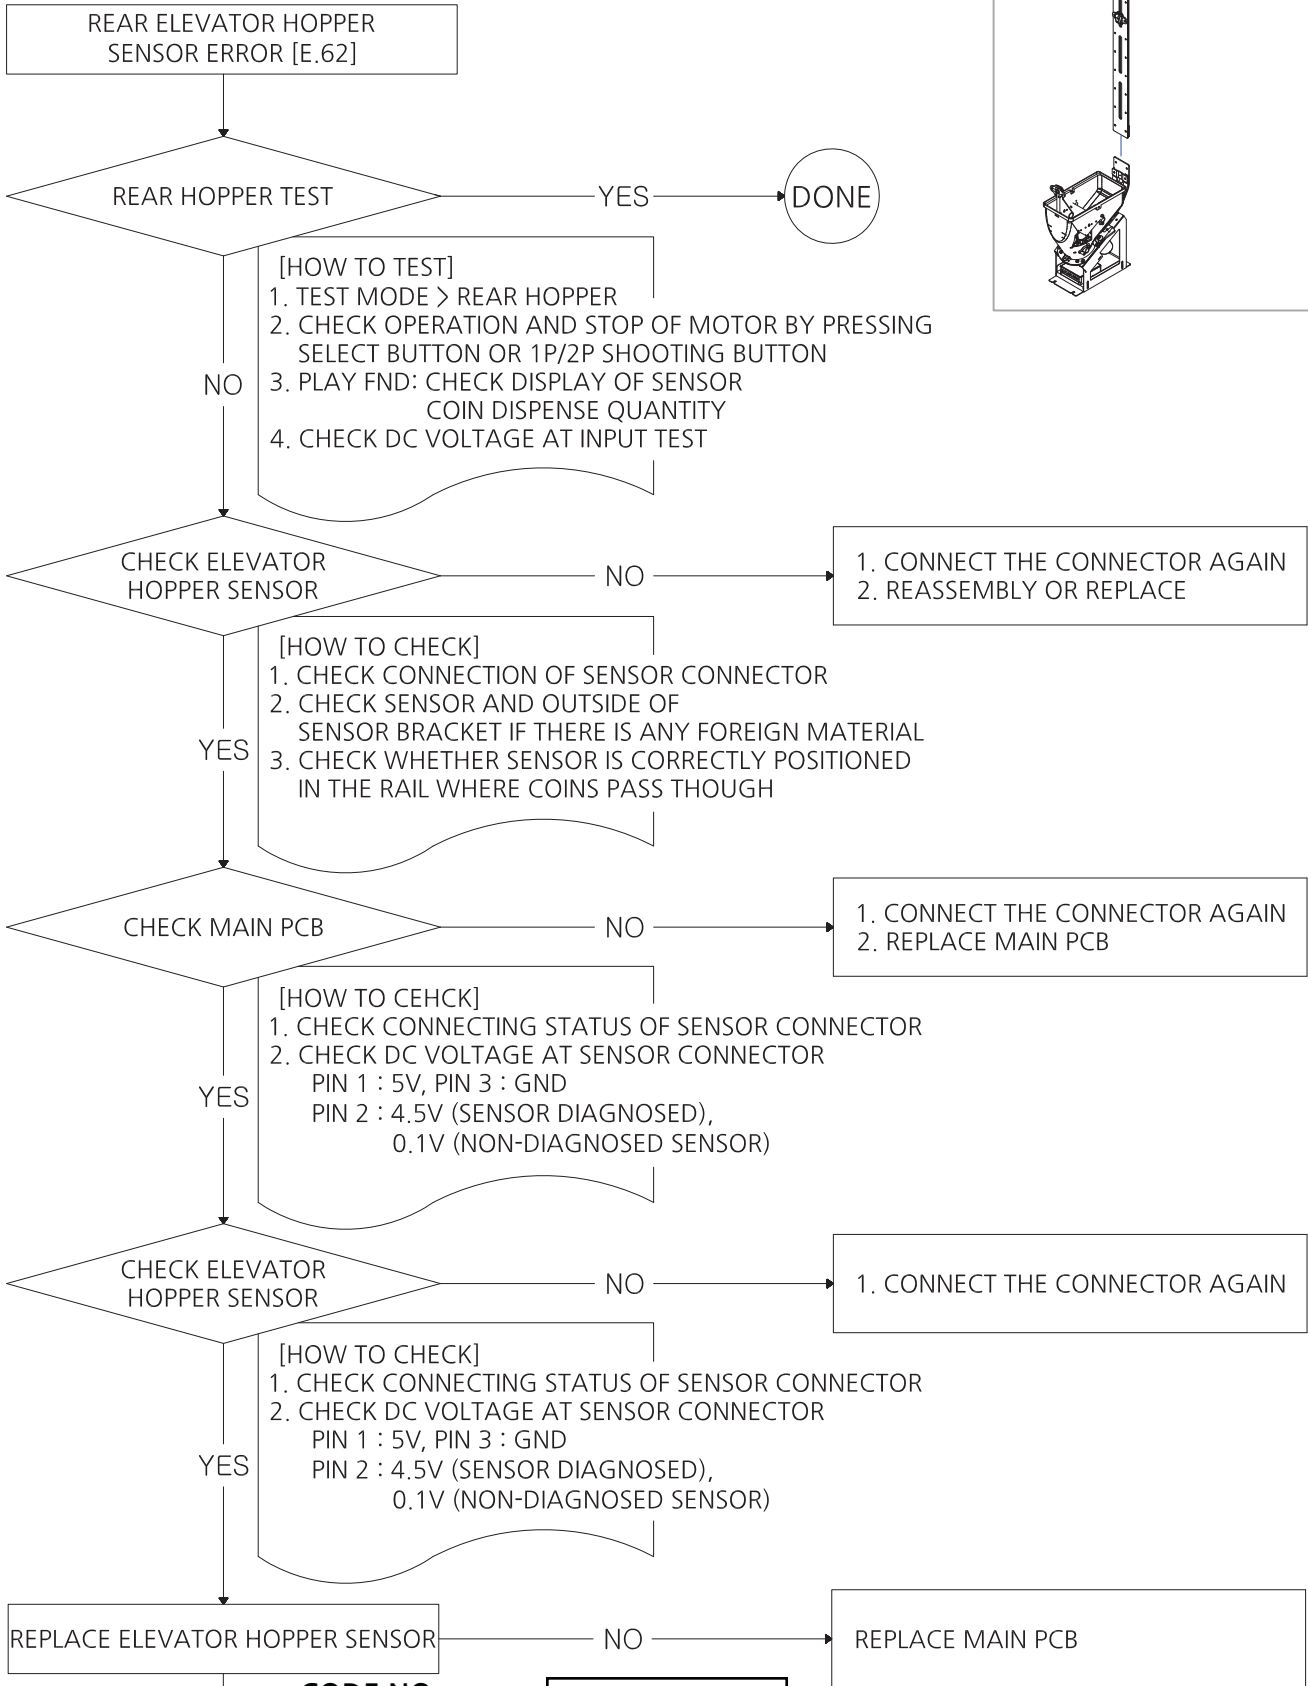 REAR ELEVATOR HOPPER
SENSOR ERROR [E.62]
REAR HOPPER TEST
YES
DONE
[HOW TO TEST]
1. TEST MODE > REAR HOPPER
2. CHECK OPERATION AND STOP OF MOTOR BY PRESSING
SELECT BUTTON OR 1P/2P SHOOTING BUTTON
3. PLAY FND: CHECK DISPLAY OF SENSOR
COIN DISPENSE QUANTITY
4. CHECK DC VOLTAGE AT INPUT TEST
NO
CHECK ELEVATOR
HOPPER SENSOR
NO
1. CONNECT THE CONNECTOR AGAIN
2. REASSEMBLY OR REPLACE
[HOW TO CHECK]
1. CHECK CONNECTION OF SENSOR CONNECTOR
2. CHECK SENSOR AND OUTSIDE OF
SENSOR BRACKET IF THERE IS ANY FOREIGN MATERIAL
3. CHECK WHETHER SENSOR IS CORRECTLY POSITIONED
IN THE RAIL WHERE COINS PASS THOUGH
YES
CHECK MAIN PCB
NO
1. CONNECT THE CONNECTOR AGAIN
2. REPLACE MAIN PCB
[HOW TO CEHCK]
1. CHECK CONNECTING STATUS OF SENSOR CONNECTOR
2. CHECK DC VOLTAGE AT SENSOR CONNECTOR
PIN 1 : 5V, PIN 3 : GND
PIN 2 : 4.5V (SENSOR DIAGNOSED),
0.1V (NON-DIAGNOSED SENSOR)
YES
CHECK ELEVATOR
HOPPER SENSOR
NO
1. CONNECT THE CONNECTOR AGAIN
[HOW TO CHECK]
1. CHECK CONNECTING STATUS OF SENSOR CONNECTOR
2. CHECK DC VOLTAGE AT SENSOR CONNECTOR
PIN 1 : 5V, PIN 3 : GND
PIN 2 : 4.5V (SENSOR DIAGNOSED),
0.1V (NON-DIAGNOSED SENSOR)
YES
REPLACE ELEVATOR HOPPER SENSOR
NO
REPLACE MAIN PCB